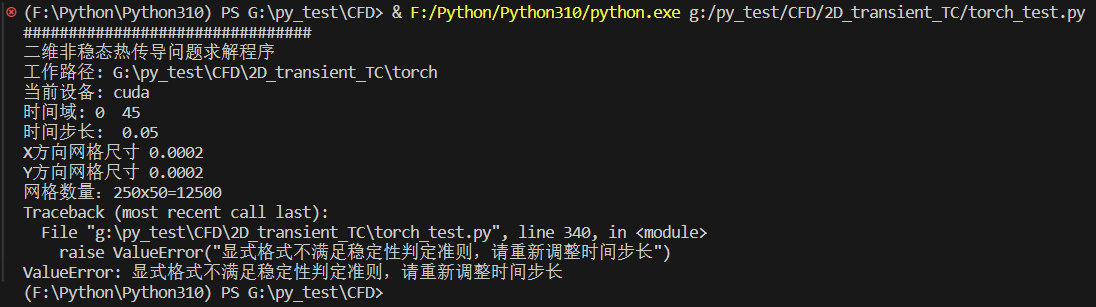 (F:\Python\Python310) PS G:\py_test\CFD> & F:/Python/Python310/python.exe g:/py_test/CFD/2D_transient_TC/torch_test.py
################################
二维非稳态热传导问题求解程序
工作路径: G:\py_test\CFD\2D_transient_TC\torch
当前设备: cuda
时间域: 0  45
时间步长:  0.05
X方向网格尺寸 0.0002
Y方向网格尺寸 0.0002
网格数量：250x50=12500
Traceback (most recent call last):
  File "g:\py_test\CFD\2D_transient_TC\torch_test.py", line 340, in <module>
    raise ValueError("显式格式不满足稳定性判定准则，请重新调整时间步长")
ValueError: 显式格式不满足稳定性判定准则，请重新调整时间步长
(F:\Python\Python310) PS G:\py_test\CFD>